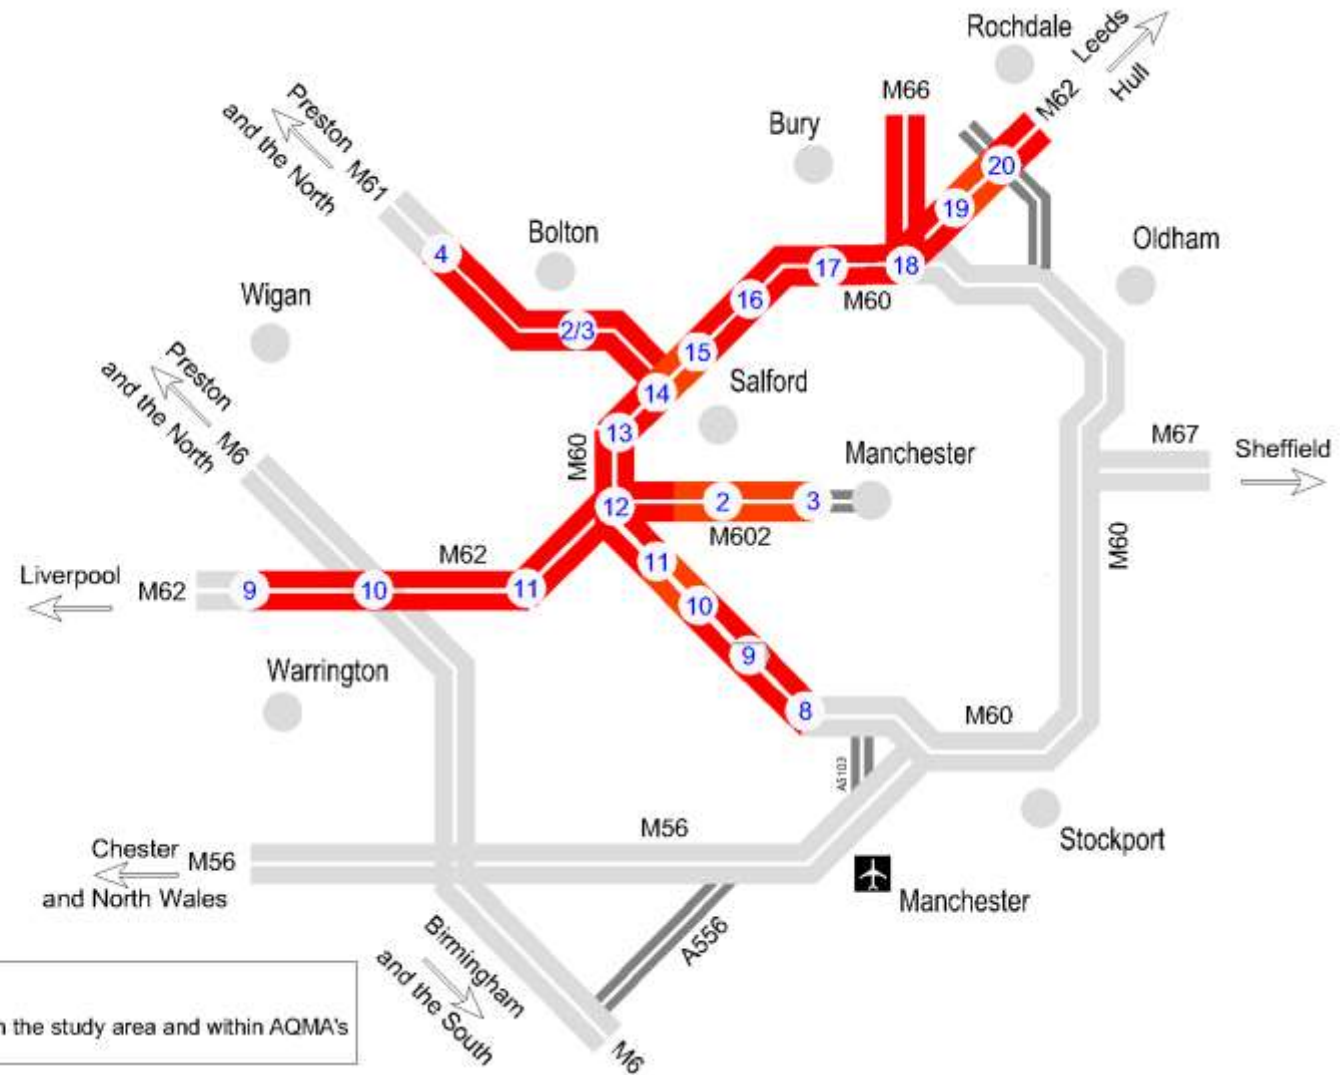 Rochdale
Leeds
Hull
M62
M66
Bury
20
19
Preston
and the North
M61
Bolton
4
Oldham
17
18
M60
16
Wigan
2/3
15
14
Salford
Preston
and the North
M6
13
M60
M67
Sheffield
Manchester
12
2
3
M602
M60
Liverpool
M62
M62
9
10
11
11
10
9
8
Warrington
M60
A5103
Stockport
M56
Chester
M56
and North Wales
Manchester
A556
Birmingham
and the South
M6
the study area and within AQMA's